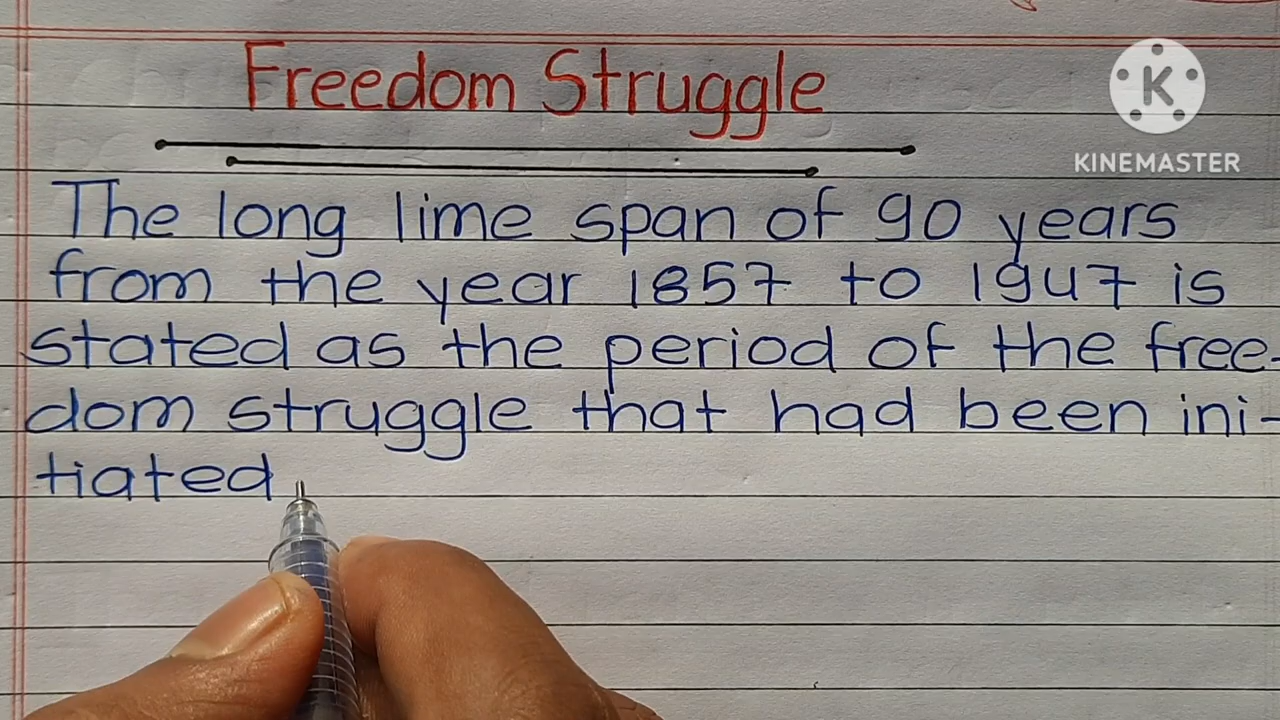 Freedom Struggle
K
KINEMASTER
The long lime span of 90 years
from the year 1857 to 1947 is
stated as the period of the free-
dom struggle that had been ini-
tiated